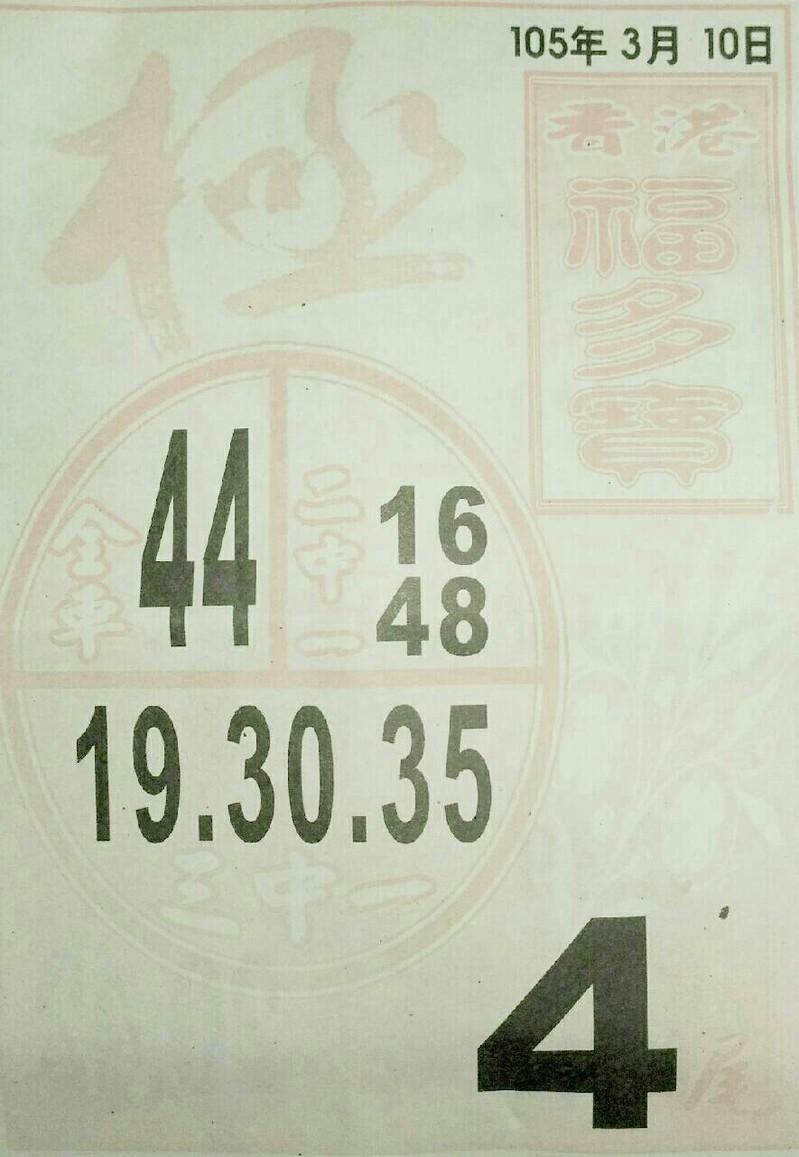 105年 3月 10日
極
香港
福多寶
全車
44
二中一
16
48
19.30.35
三中一
4尾